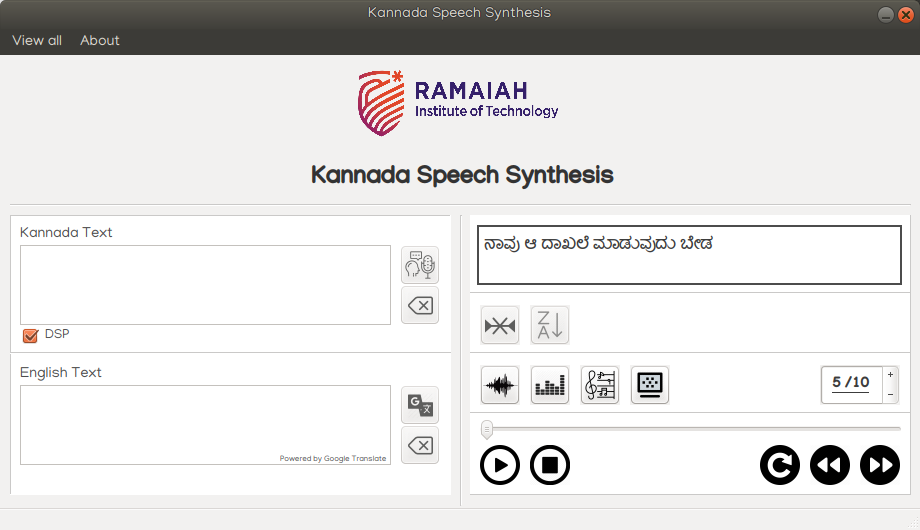 Kannada Speech Synthesis
View all About
RAMAIAH
Institute of Technology
Kannada Speech Synthesis
Kannada Text
DSP
English Text
Powered by Google Translate
ನಾವು ಆ ದಾಖಲೆ ಮಾಡುವುದು ಬೇಡ
Z
A
5 /10